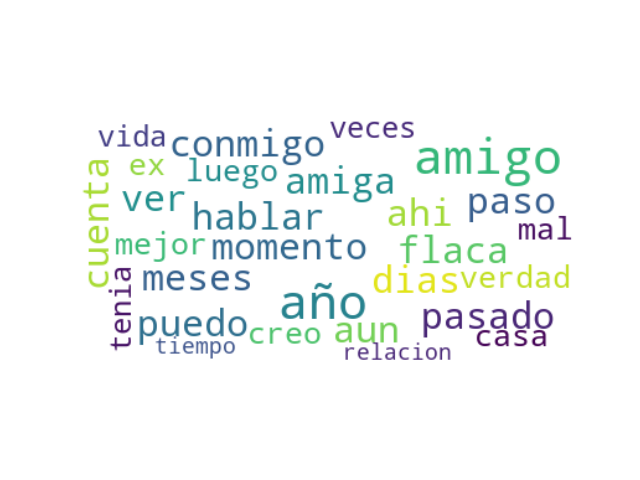 veces
vida
conmigo
amigo
ex
luego
amiga
cuenta
ver
hablar
ahi
paso
mal
mejor
momento
flaca
meses
dias
verdad
tenia
año
puedo
creo
aun
pasado
casa
tiempo
relacion